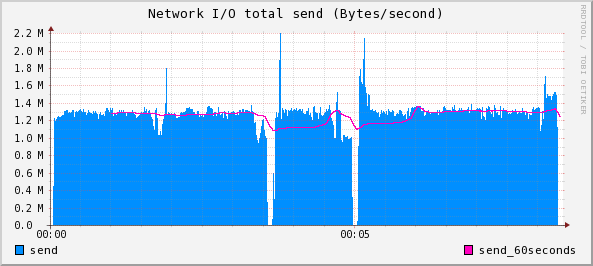 Network I/O total send (Bytes/second)
RRDTOOL / TOBI OETIKER
2.2 M
2.0 M
1.8 M
1.6 M
1.4 M
1.2 M
1.0 M
0.8 M
0.6 M
0.4 M
0.2 M
0.0
00:00 00:05
send send_60seconds